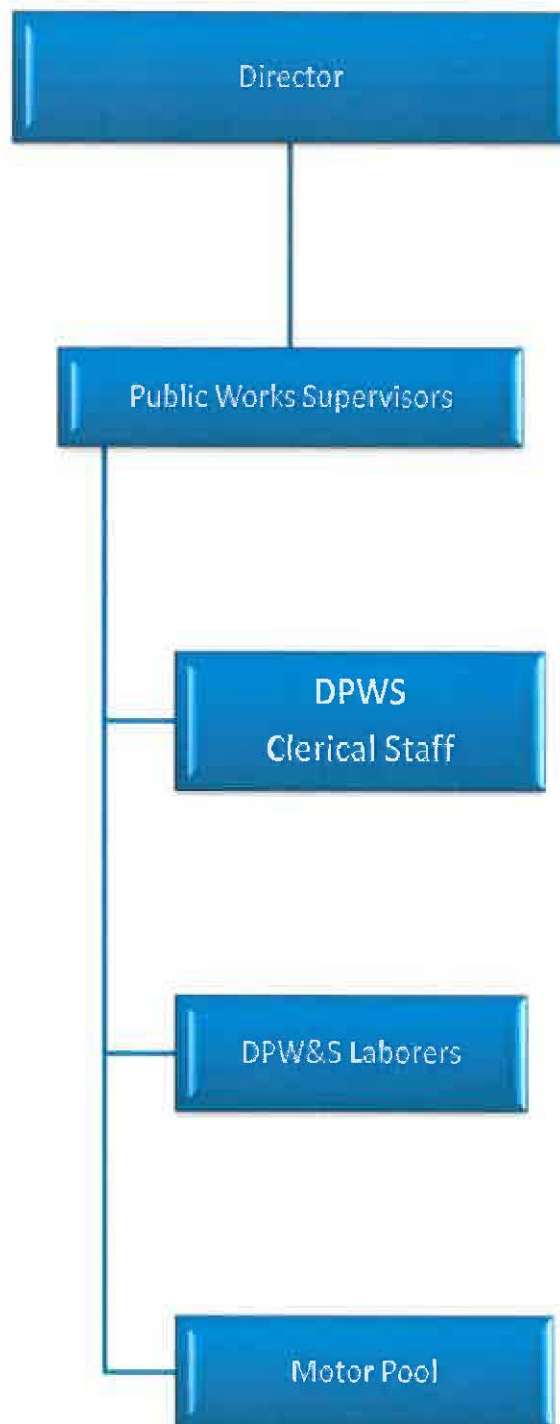 Director
Public Works Supervisors
DPWS
Clerical Staff
DPW&S Laborers
Motor Pool